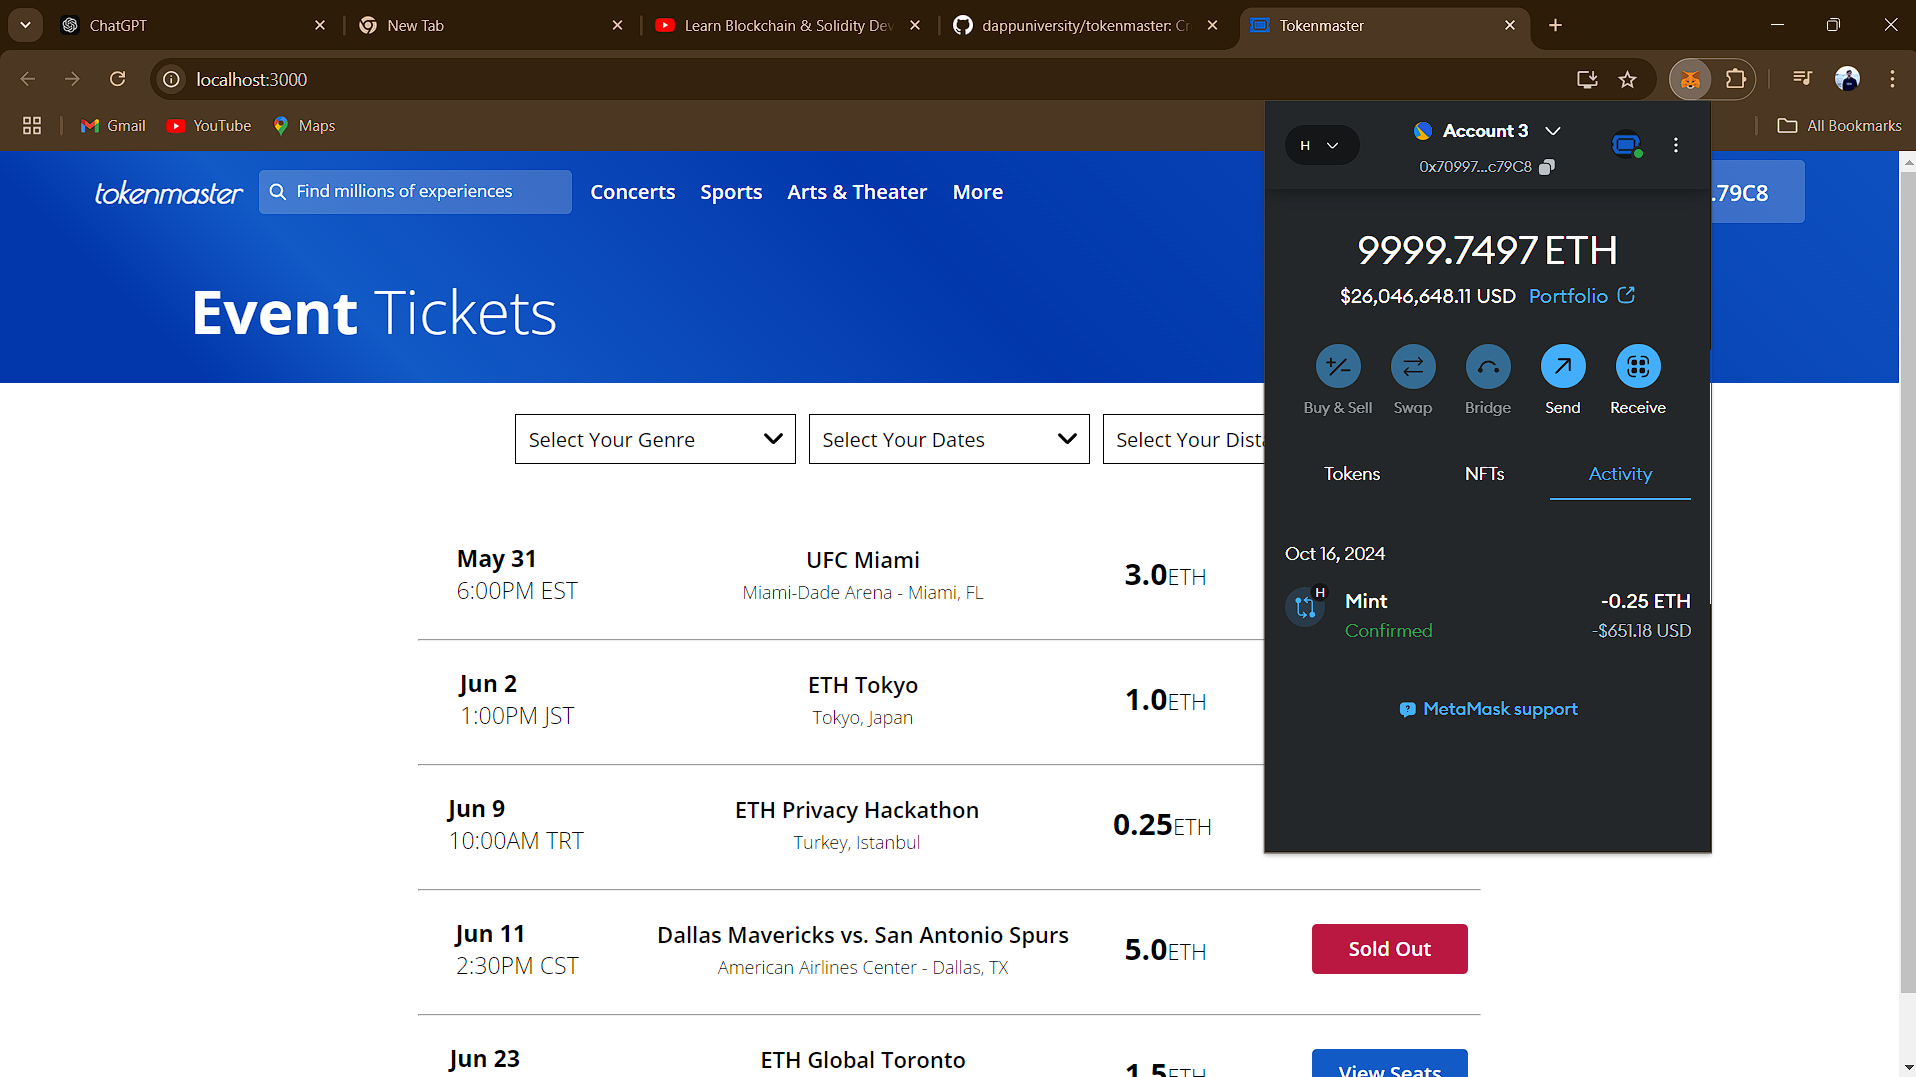 ChatGPT
New Tab
Learn Blockchain & Solidity Dev
dappuniversity/tokenmaster: Cr
Tokenmaster
localhost:3000
Gmail
YouTube
Maps
All Bookmarks
tokenmaster
Find millions of experiences
Concerts
Sports
Arts & Theater
More
.79C8
Event Tickets
Select Your Genre
Select Your Dates
Select Your Dista
May 31
6:00PM EST
UFC Miami
Miami-Dade Arena - Miami, FL
3.0ETH
Jun 2
1:00PM JST
ETH Tokyo
Tokyo, Japan
1.0ETH
Jun 9
10:00AM TRT
ETH Privacy Hackathon
Turkey, Istanbul
0.25ETH
Jun 11
2:30PM CST
Dallas Mavericks vs. San Antonio Spurs
American Airlines Center - Dallas, TX
5.0ETH
Sold Out
Jun 23
ETH Global Toronto
1.5ETH
View Seats
H
Account 3
0x70997...c79C8
9999.7497 ETH
$26,046,648.11 USD Portfolio
Buy & Sell
Swap
Bridge
Send
Receive
Tokens
NFTs
Activity
Oct 16, 2024
H
Mint
-0.25 ETH
Confirmed
-$651.18 USD
MetaMask support